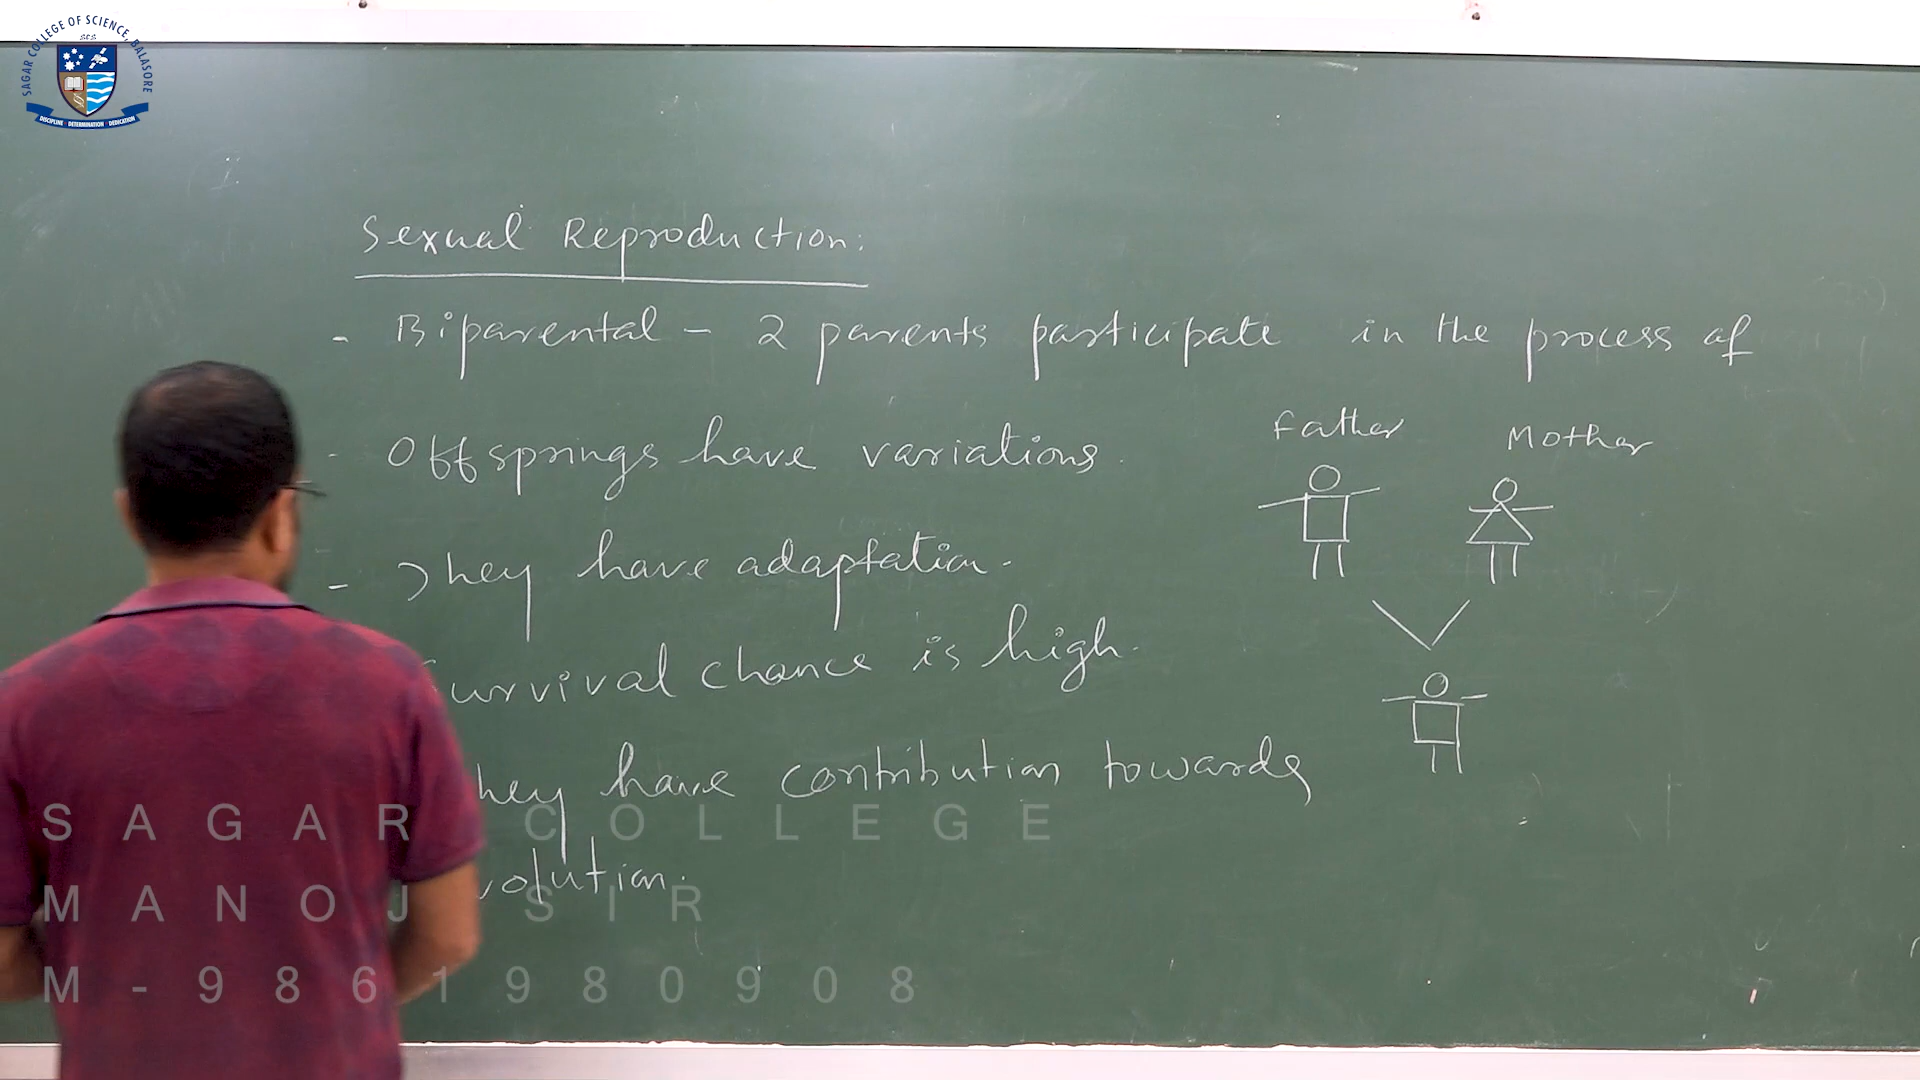 SAGAR COLLEGE OF SCIENCE, BALASORE
S C S
DISCIPLINE DETERMINATION DEDICATION
Sexual Reproduction:
- Biparental - 2 parents participate in the process of
- Offsprings have variations.
- They have adaptation.
urvival chance is high.
hey have contribution towards
volution.
Father Mother
SAGAR COLLEGE
MANOJ SIR
M-9861980908